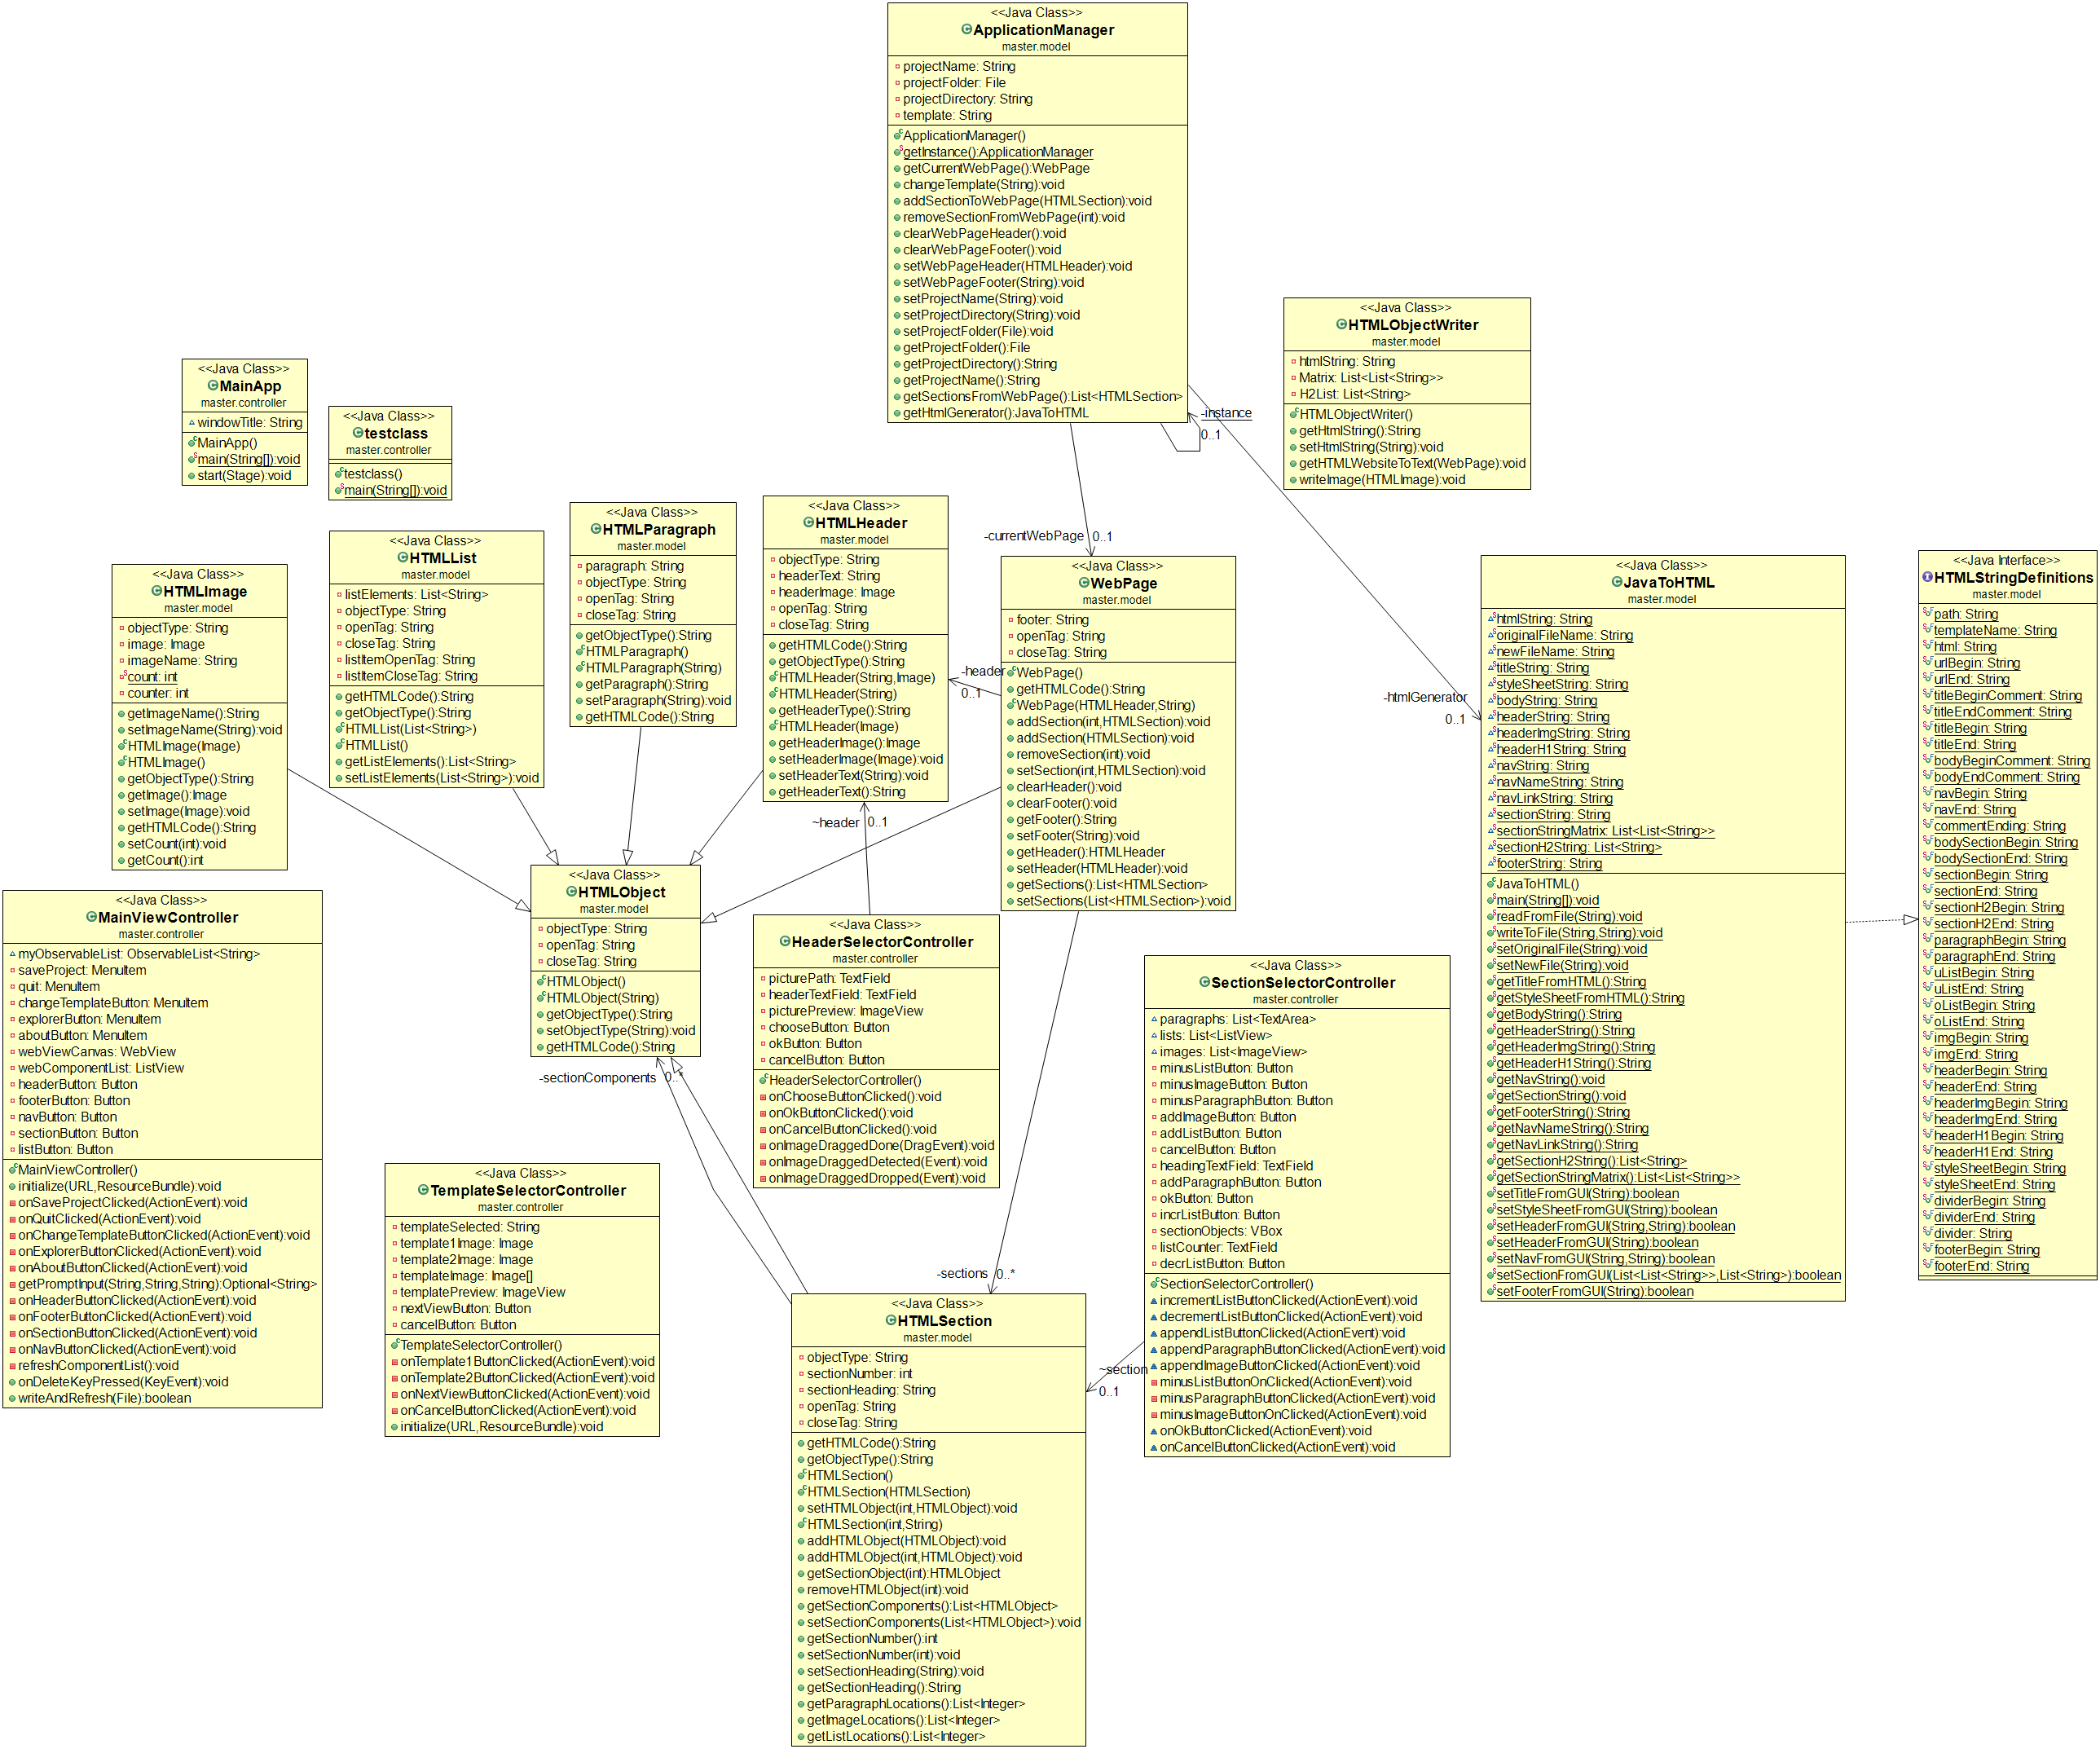 <<Java Class>>
ApplicationManager
master.model
projectName: String
projectFolder: File
projectDirectory: String
template: String
ApplicationManager()
getInstance():ApplicationManager
getCurrentWebPage():WebPage
changeTemplate(String):void
addSectionToWebPage(HTMLSection):void
removeSectionFromWebPage(int):void
clearWebPageHeader():void
clearWebPageFooter():void
setWebPageHeader(HTMLHeader):void
setWebPageFooter(String):void
setProjectName(String):void
setProjectDirectory(String):void
setProjectFolder(File):void
getProjectFolder():File
getProjectDirectory():String
getProjectName():String
getSectionsFromWebPage():List<HTMLSection>
getHtmlGenerator():JavaToHTML
-instance
0..1
<<Java Class>>
HTMLObjectWriter
master.model
htmlString: String
Matrix: List<List<String>>
H2List: List<String>
HTMLObjectWriter()
getHtmlString():String
setHtmlString(String):void
getHTMLWebsiteToText(WebPage):void
writeImage(HTMLImage):void
<<Java Class>>
MainApp
master.controller
windowTitle: String
MainApp()
main(String[]):void
start(Stage):void
<<Java Class>>
testclass
master.controller
testclass()
main(String[]):void
<<Java Class>>
HTMLImage
master.model
objectType: String
image: Image
imageName: String
count: int
counter: int
getImageName():String
setImageName(String):void
HTMLImage(Image)
HTMLImage()
getObjectType():String
getImage():Image
setImage(Image):void
getHTMLCode():String
setCount(int):void
getCount():int
<<Java Class>>
HTMLList
master.model
listElements: List<String>
objectType: String
openTag: String
closeTag: String
listItemOpenTag: String
listItemCloseTag: String
getHTMLCode():String
getObjectType():String
HTMLList(List<String>)
HTMLList()
getListElements():List<String>
setListElements(List<String>):void
<<Java Class>>
HTMLParagraph
master.model
paragraph: String
objectType: String
openTag: String
closeTag: String
getObjectType():String
HTMLParagraph()
HTMLParagraph(String)
getParagraph():String
setParagraph(String):void
getHTMLCode():String
<<Java Class>>
HTMLHeader
master.model
objectType: String
headerText: String
headerImage: Image
openTag: String
closeTag: String
getHTMLCode():String
getObjectType():String
HTMLHeader(String,Image)
HTMLHeader(String)
getHeaderType():String
HTMLHeader(Image)
getHeaderImage():Image
setHeaderImage(Image):void
setHeaderText(String):void
getHeaderText():String
-currentWebPage
0..1
-header
0..1
<<Java Class>>
WebPage
master.model
footer: String
openTag: String
closeTag: String
WebPage()
getHTMLCode():String
WebPage(HTMLHeader,String)
addSection(int,HTMLSection):void
addSection(HTMLSection):void
removeSection(int):void
setSection(int,HTMLSection):void
clearHeader():void
clearFooter():void
getFooter():String
setFooter(String):void
getHeader():HTMLHeader
setHeader(HTMLHeader):void
getSections():List<HTMLSection>
setSections(List<HTMLSection>):void
-htmlGenerator
0..1
<<Java Class>>
JavaToHTML
master.model
htmlString: String
originalFileName: String
newFileName: String
titleString: String
styleSheetString: String
bodyString: String
headerString: String
headerImgString: String
headerH1String: String
navString: String
navNameString: String
navLinkString: String
sectionString: String
sectionStringMatrix: List<List<String>>
sectionH2String: List<String>
footerString: String
JavaToHTML()
main(String[]):void
readFromFile(String):void
writeToFile(String,String):void
setOriginalFile(String):void
setNewFile(String):void
getTitleFromHTML():String
getStyleSheetFromHTML():String
getBodyString():String
getHeaderString():String
getHeaderImgString():String
getHeaderH1String():String
getNavString():void
getSectionString():void
getFooterString():String
getNavNameString():String
getNavLinkString():String
getSectionH2String():List<String>
getSectionStringMatrix():List<List<String>>
setTitleFromGUI(String):boolean
setStyleSheetFromGUI(String):boolean
setHeaderFromGUI(String,String):boolean
setHeaderFromGUI(String):boolean
setNavFromGUI(String,String):boolean
setSectionFromGUI(List<List<String>>,List<String>):boolean
setFooterFromGUI(String):boolean
<<Java Interface>>
HTMLStringDefinitions
master.model
path: String
templateName: String
html: String
urlBegin: String
urlEnd: String
titleBeginComment: String
titleEndComment: String
titleBegin: String
titleEnd: String
bodyBeginComment: String
bodyEndComment: String
navBegin: String
navEnd: String
commentEnding: String
bodySectionBegin: String
bodySectionEnd: String
sectionBegin: String
sectionEnd: String
sectionH2Begin: String
sectionH2End: String
paragraphBegin: String
paragraphEnd: String
uListBegin: String
uListEnd: String
oListBegin: String
oListEnd: String
imgBegin: String
imgEnd: String
headerBegin: String
headerEnd: String
headerImgBegin: String
headerImgEnd: String
headerH1Begin: String
headerH1End: String
styleSheetBegin: String
styleSheetEnd: String
dividerBegin: String
dividerEnd: String
divider: String
footerBegin: String
footerEnd: String
~header
0..1
<<Java Class>>
HTMLObject
master.model
objectType: String
openTag: String
closeTag: String
HTMLObject()
HTMLObject(String)
getObjectType():String
setObjectType(String):void
getHTMLCode():String
-sectionComponents
0..*
<<Java Class>>
MainViewController
master.controller
myObservableList: ObservableList<String>
saveProject: MenuItem
quit: MenuItem
changeTemplateButton: MenuItem
explorerButton: MenuItem
aboutButton: MenuItem
webViewCanvas: WebView
webComponentList: ListView
headerButton: Button
footerButton: Button
navButton: Button
sectionButton: Button
listButton: Button
MainViewController()
initialize(URL,ResourceBundle):void
onSaveProjectClicked(ActionEvent):void
onQuitClicked(ActionEvent):void
onChangeTemplateButtonClicked(ActionEvent):void
onExplorerButtonClicked(ActionEvent):void
onAboutButtonClicked(ActionEvent):void
getPromptInput(String,String,String):Optional<String>
onHeaderButtonClicked(ActionEvent):void
onFooterButtonClicked(ActionEvent):void
onSectionButtonClicked(ActionEvent):void
onNavButtonClicked(ActionEvent):void
refreshComponentList():void
onDeleteKeyPressed(KeyEvent):void
writeAndRefresh(File):boolean
<<Java Class>>
HeaderSelectorController
master.controller
picturePath: TextField
headerTextField: TextField
picturePreview: ImageView
chooseButton: Button
okButton: Button
cancelButton: Button
HeaderSelectorController()
onChooseButtonClicked():void
onOkButtonClicked():void
onCancelButtonClicked():void
onImageDraggedDone(DragEvent):void
onImageDraggedDetected(Event):void
onImageDraggedDropped(Event):void
<<Java Class>>
SectionSelectorController
master.controller
paragraphs: List<TextArea>
lists: List<ListView>
images: List<ImageView>
minusListButton: Button
minusImageButton: Button
minusParagraphButton: Button
addImageButton: Button
addListButton: Button
cancelButton: Button
headingTextField: TextField
addParagraphButton: Button
okButton: Button
incrListButton: Button
sectionObjects: VBox
listCounter: TextField
decrListButton: Button
SectionSelectorController()
incrementListButtonClicked(ActionEvent):void
decrementListButtonClicked(ActionEvent):void
appendListButtonClicked(ActionEvent):void
appendParagraphButtonClicked(ActionEvent):void
appendImageButtonClicked(ActionEvent):void
minusListButtonOnClicked(ActionEvent):void
minusParagraphButtonClicked(ActionEvent):void
minusImageButtonOnClicked(ActionEvent):void
onOkButtonClicked(ActionEvent):void
onCancelButtonClicked(ActionEvent):void
<<Java Class>>
TemplateSelectorController
master.controller
templateSelected: String
template1Image: Image
template2Image: Image
templateImage: Image[]
templatePreview: ImageView
nextViewButton: Button
cancelButton: Button
TemplateSelectorController()
onTemplate1ButtonClicked(ActionEvent):void
onTemplate2ButtonClicked(ActionEvent):void
onNextViewButtonClicked(ActionEvent):void
onCancelButtonClicked(ActionEvent):void
initialize(URL,ResourceBundle):void
-sections
0..*
~section
0..1
<<Java Class>>
HTMLSection
master.model
objectType: String
sectionNumber: int
sectionHeading: String
openTag: String
closeTag: String
getHTMLCode():String
getObjectType():String
HTMLSection()
HTMLSection(HTMLSection)
setHTMLObject(int,HTMLObject):void
HTMLSection(int,String)
addHTMLObject(HTMLObject):void
addHTMLObject(int,HTMLObject):void
getSectionObject(int):HTMLObject
removeHTMLObject(int):void
getSectionComponents():List<HTMLObject>
setSectionComponents(List<HTMLObject>):void
getSectionNumber():int
setSectionNumber(int):void
setSectionHeading(String):void
getSectionHeading():String
getParagraphLocations():List<Integer>
getImageLocations():List<Integer>
getListLocations():List<Integer>